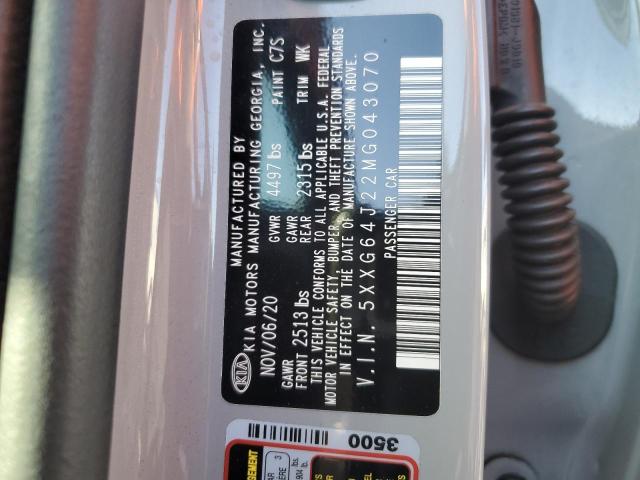 KIA
MANUFACTURED BY
KIA MOTORS MANUFACTURING GEORGIA, INC.
NOV/06/20 GVWR 4497 lbs PAINT C7S
GAWR FRONT 2513 lbs GAWR REAR 2315 lbs TRIM WK
THIS VEHICLE CONFORMS TO ALL APPLICABLE U.S.A. FEDERAL
MOTOR VEHICLE SAFETY, BUMPER, AND THEFT PREVENTION STANDARDS
IN EFFECT ON THE DATE OF MANUFACTURE SHOWN ABOVE.
V.I.N. 5XXG64J22MG043070
PASSENGER CAR
3500